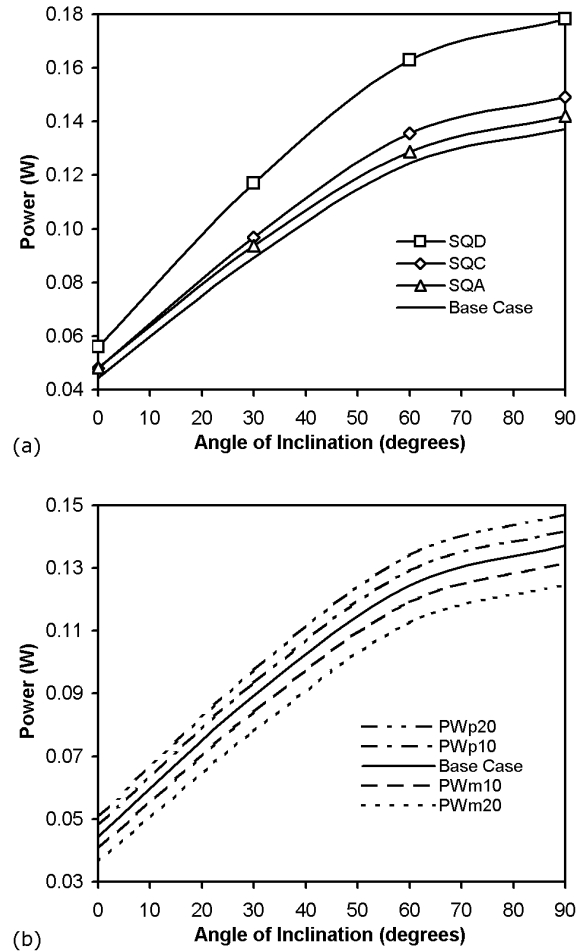 0.18
0.16
0.14
0.12
0.10
0.08
0.06
0.04
Power (W)
SQD
SQC
SQA
Base Case
0 10 20 30 40 50 60 70 80 90
Angle of Inclination (degrees)
(a)
0.15
0.13
0.11
0.09
0.07
0.05
0.03
Power (W)
PWp20
PWp10
Base Case
PWm10
PWm20
0 10 20 30 40 50 60 70 80 90
Angle of Inclination (degrees)
(b)